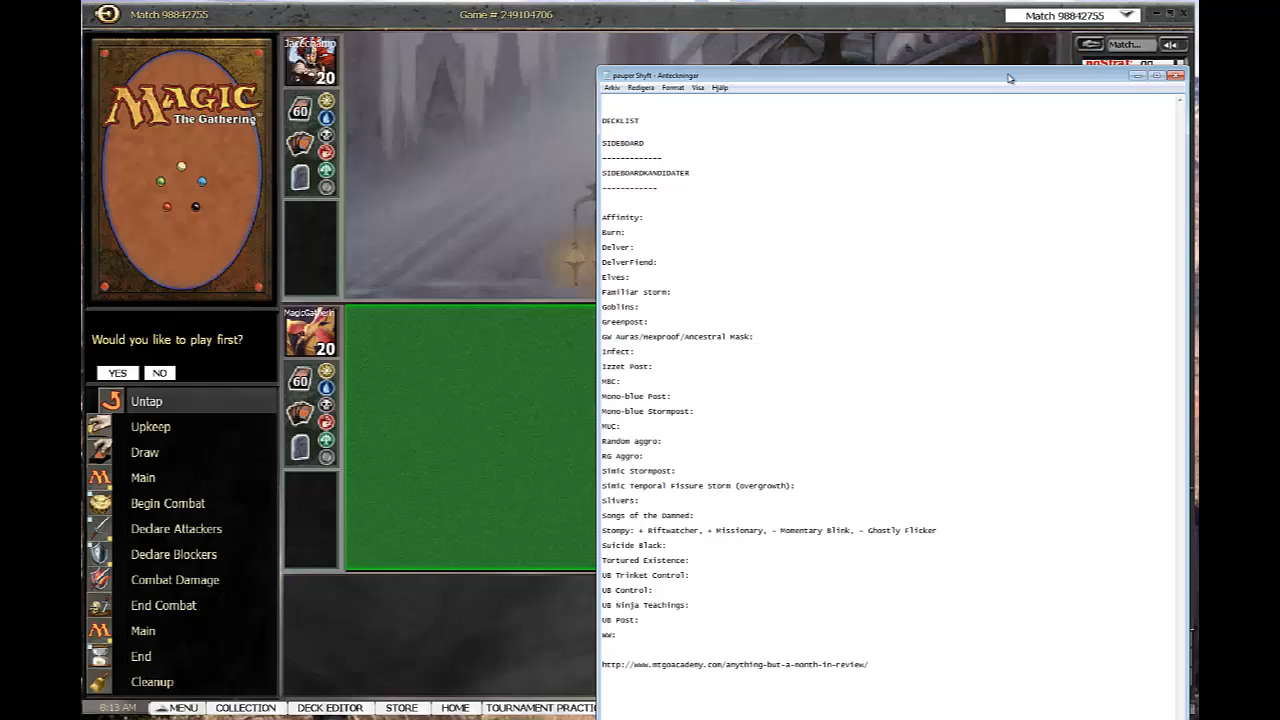 Match 98842755
Game # 249104706
Match 98842755
Match...
JaceChamp
20
60
MAGIC
The Gathering
pauper Shyft - Anteckningar
Arkiv Redigera Format Visa Hjälp
DECKLIST
SIDEBOARD
-------------
SIDEBOARDKANDIDATER
------------
Affinity:
Burn:
Delver:
DelverFiend:
Elves:
Familiar storm:
Goblins:
Greenpost:
GW Auras/Hexproof/Ancestral Mask:
Infect:
Izzet Post:
MBC:
Mono-blue Post:
Mono-blue Stormpost:
MUC:
Random aggro:
RG Aggro:
Simic Stormpost:
Simic Temporal Fissure Storm (overgrowth):
Slivers:
Songs of the Damned:
Stompy: + Riftwatcher, + Missionary, - Momentary Blink, - Ghostly Flicker
Suicide Black:
Tortured Existence:
UB Trinket Control:
UB Control:
UB Ninja Teachings:
UB Post:
WW:
http://www.mtgoacademy.com/anything-but-a-month-in-review/
MagicGatherin
20
60
Would you like to play first?
YES NO
Untap
Upkeep
Draw
Main
Begin Combat
Declare Attackers
Declare Blockers
Combat Damage
End Combat
Main
End
Cleanup
8:13 AM MENU COLLECTION DECK EDITOR STORE HOME TOURNAMENT PRACTI